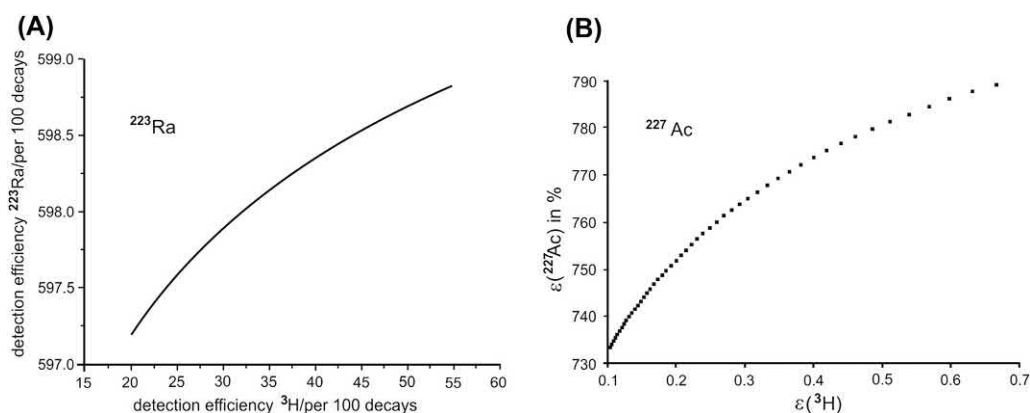 (A)
detection efficiency ²²³Ra/per 100 decays
599.0
598.5
598.0
597.5
597.0
²²³Ra
15 20 25 30 35 40 45 50 55 60
detection efficiency ³H/per 100 decays
(B)
ε(²²⁷Ac) in %
790
780
770
760
750
740
730
²²⁷Ac
0.1 0.2 0.3 0.4 0.5 0.6 0.7
ε(³H)